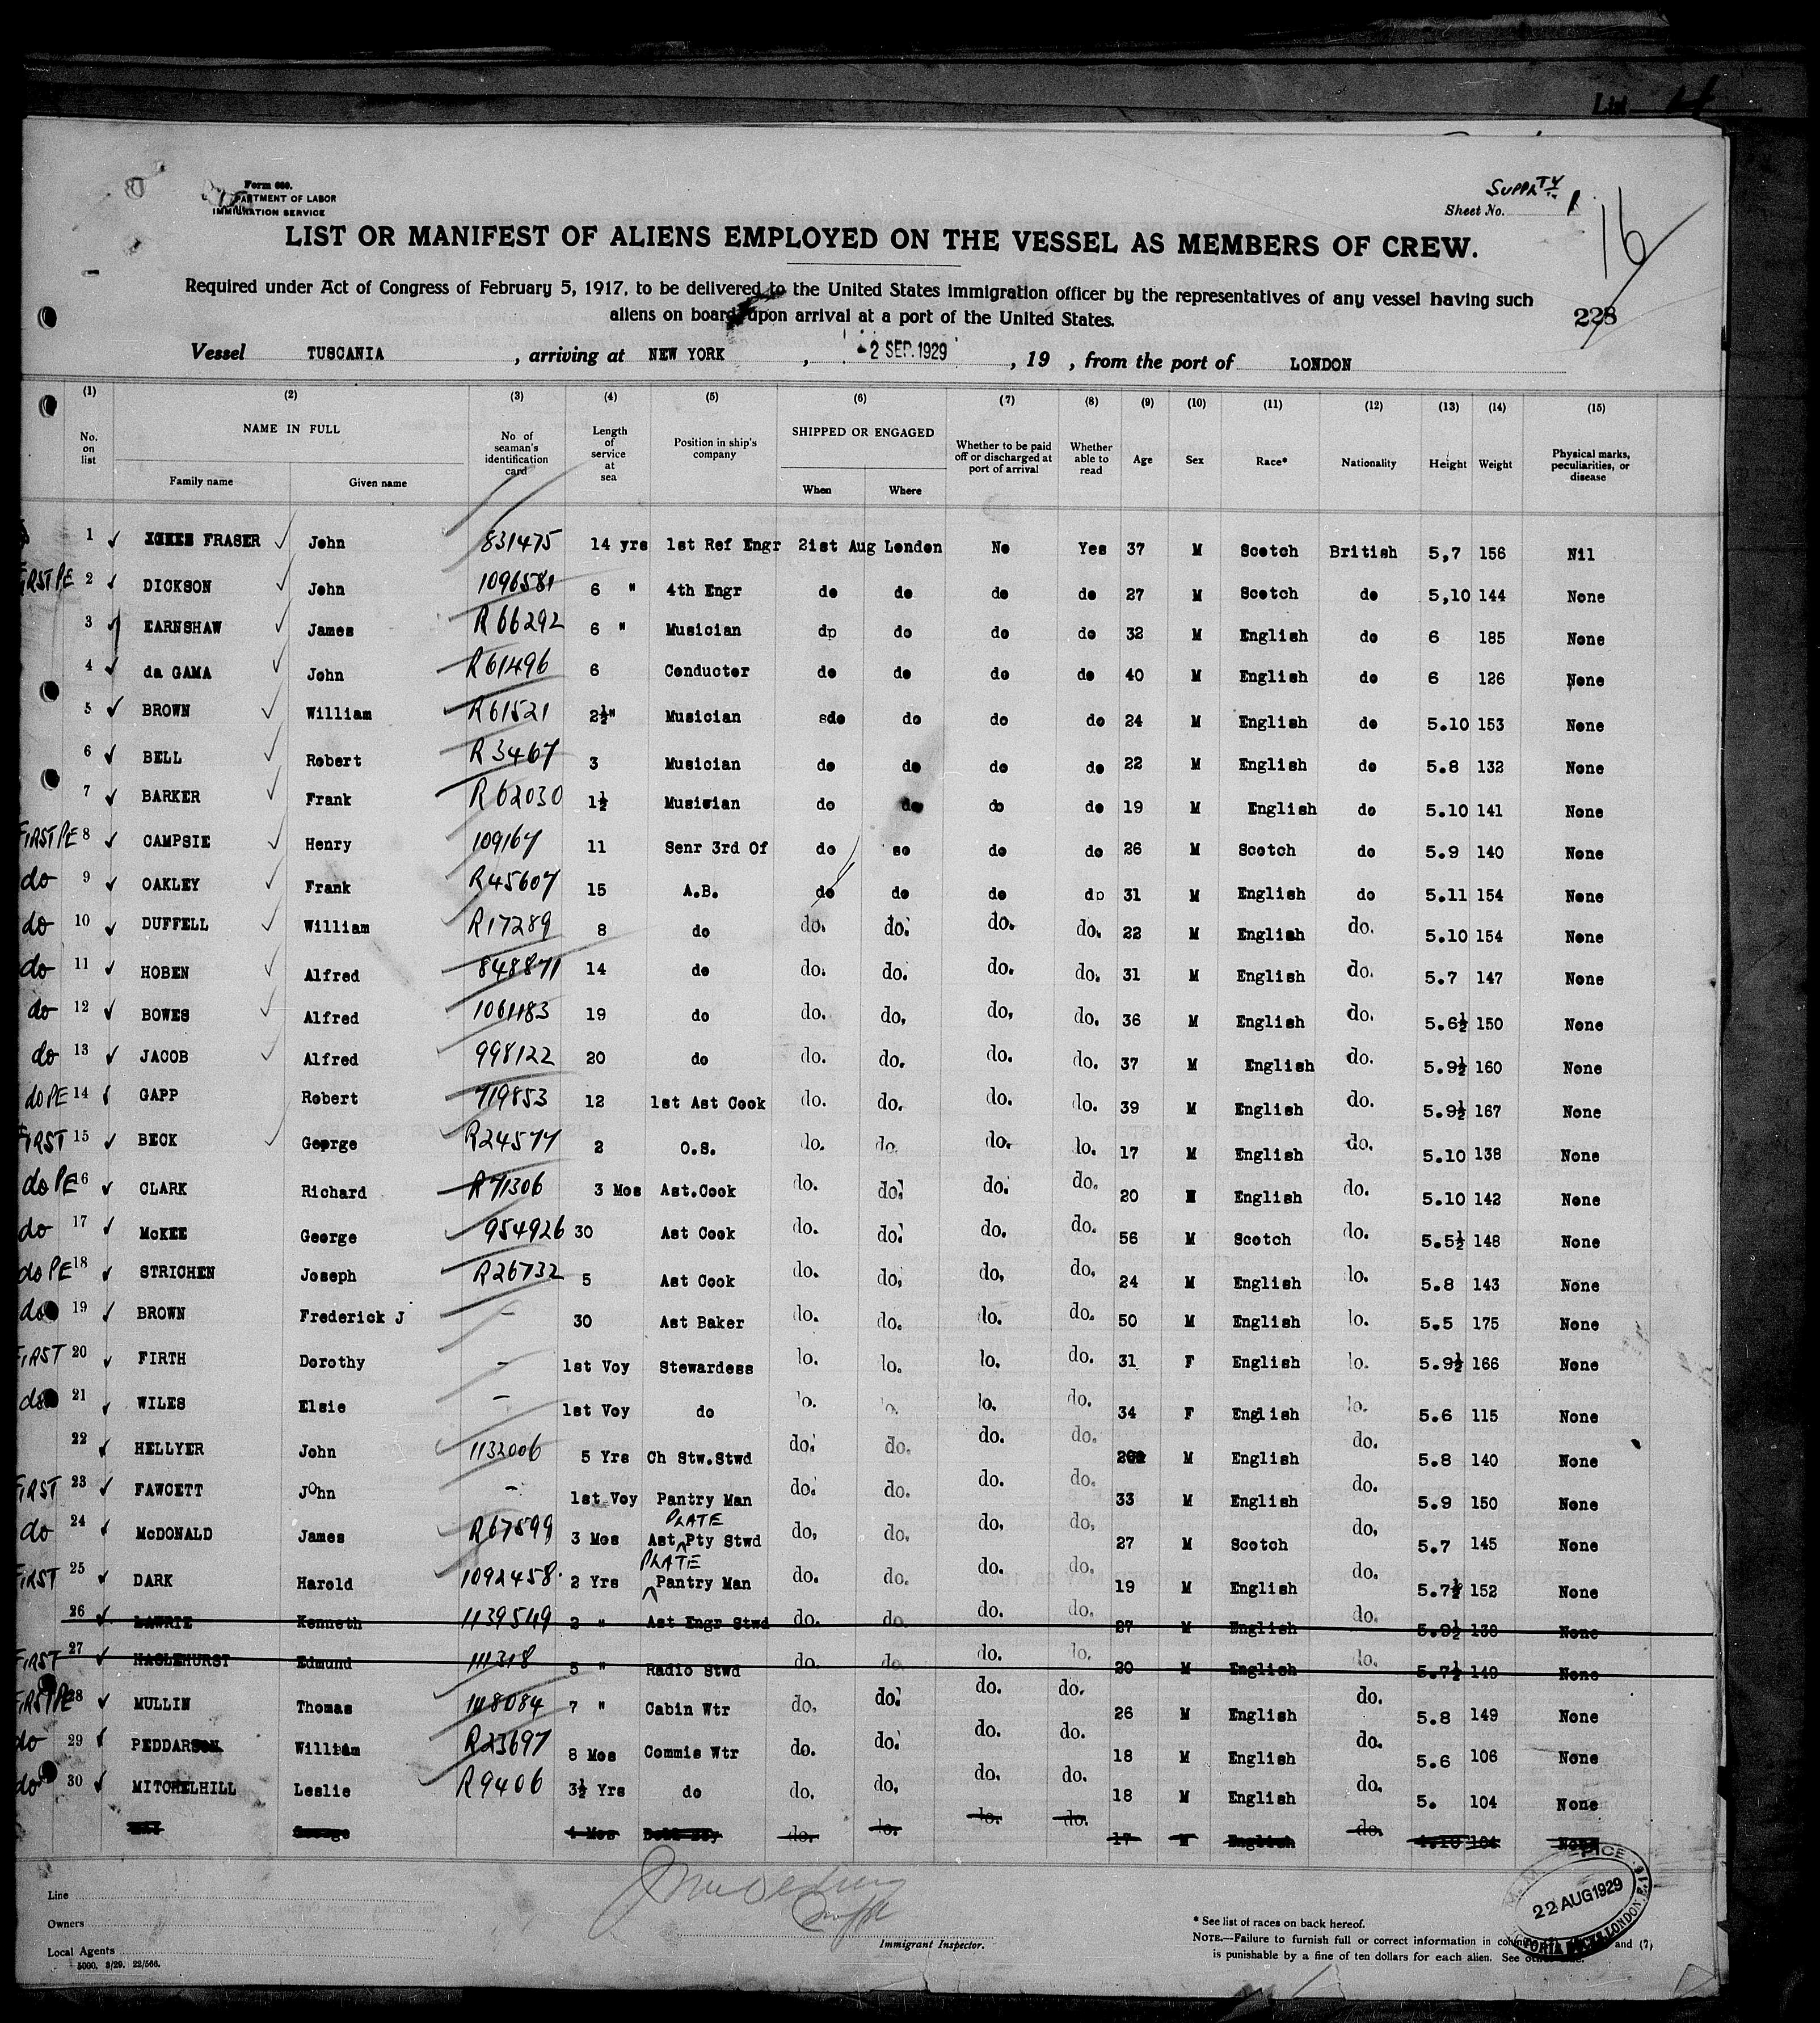 List 4
Form 680.
DEPARTMENT OF LABOR
IMMIGRATION SERVICE
SUPPLTY
Sheet No. 1
16
LIST OR MANIFEST OF ALIENS EMPLOYED ON THE VESSEL AS MEMBERS OF CREW.
Required under Act of Congress of February 5, 1917, to be delivered to the United States immigration officer by the representatives of any vessel having such
aliens on board upon arrival at a port of the United States.
228
Vessel TUSCANIA , arriving at NEW YORK , -2 SEP. 1929 , 19 , from the port of LONDON
(1) (2) (3) (4) (5) (6) (7) (8) (9) (10) (11) (12) (13) (14) (15)
No. on list NAME IN FULL Family name Given name No of seaman's identification card Length of service at sea Position in ship's company SHIPPED OR ENGAGED When Where Whether to be paid off or discharged at port of arrival Whether able to read Age Sex Race* Nationality Height Weight Physical marks, peculiarities, or disease
1 FRASER John 831475 14 yrs 1st Ref Engr 21st Aug London No Yes 37 M Scotch British 5,7 156 Nil
FIRST PE 2 DICKSON John 1096581 6 " 4th Engr do do do do 27 M Scotch do 5,10 144 None
3 EARNSHAW James R66292 6 " Musician dp do do do 32 M English do 6 185 None
4 da GAMA John R61496 6 Conductor do do do do 40 M English do 6 126 None
5 BROWN William R61521 2½" Musician sdo do do do 24 M English do 5.10 153 None
6 BELL Robert R3467 3 Musician do do do do 22 M English do 5.8 132 None
7 BARKER Frank R62030 1½ Musician do do do do 19 M English do 5.10 141 None
FIRST PE 8 CAMPSIE Henry 109167 11 Senr 3rd Of do so do do 26 M Scotch do 5.9 140 None
do 9 OAKLEY Frank R45607 15 A.B. do do do do 31 M English do 5.11 154 None
do 10 DUFFELL William R17289 8 do do. do. do. do. 22 M English do. 5.10 154 None
do 11 HOBEN Alfred 848871 14 do do. do. do. do. 31 M English do. 5.7 147 None
do 12 BOWES Alfred 1061183 19 do do. do. do. do. 36 M English do. 5.6½ 150 None
do 13 JACOB Alfred 998122 20 do do. do. do. do. 37 M English do. 5.9½ 160 None
do PE 14 GAPP Robert 719853 12 1st Ast Cook do. do. do. do. 39 M English do. 5.9½ 167 None
FIRST 15 BECK George R24577 2 O.S. do. do. do. do. 17 M English do. 5.10 138 None
do PE 16 CLARK Richard R71306 3 Mos Ast.Cook do. do. do. do. 20 M English do. 5.10 142 None
do 17 McKEE George 954926 30 Ast Cook do. do. do. do. 56 M Scotch do. 5.5½ 148 None
do PE 18 STRICHEN Joseph R26732 5 Ast Cook do. do. do. do. 24 M English do. 5.8 143 None
do 19 BROWN Frederick J - 30 Ast Baker do. do. do. do. 50 M English do. 5.5 175 None
FIRST 20 FIRTH Dorothy - 1st Voy Stewardess do. do. do. do. 31 F English do. 5.9½ 166 None
do 21 WILES Elsie - 1st Voy do do. do. do. do. 34 F English do. 5.6 115 None
22 HELLYER John 1132006 5 Yrs Ch Stw.Stwd do. do. do. do. M English do. 5.8 140 None
FIRST 23 FAWCETT John - 1st Voy Pantry Man do. do. do. do. 33 M English do. 5.9 150 None
do 24 McDONALD James R67599 3 Mos Ast PLATE Pty Stwd do. do. do. do. 27 M Scotch do. 5.7 145 None
FIRST 25 DARK Harold 1092458. 2 Yrs PLATE Pantry Man do. do. do. do. 19 M English do. 5.7½ 152 None
26 LAWRIE Kenneth 1139549 2 " Ast Engr Stwd do. do. do. do. 27 M English do. 5.9½ 130 None
FIRST 27 HAGLEHURST Edmund 111318 5 " Radio Stwd do. do. do. do. 20 M English do. 5.7½ 149 None
FIRST PE 28 MULLIN Thomas 1118084 7 " Cabin Wtr do. do. do. do. 26 M English do. 5.8 149 None
do 29 PEDDARSON William R23697 8 Mos Commis Wtr do. do. do. do. 18 M English do. 5.6 106 None
do 30 MITCHELHILL Leslie R9406 3½ Yrs do do. do. do. do. 18 M English do. 5. 104 None
George 4 Mos do. do. do. do. 17 M English do. 4.10 104 None
Line
Owners
Local Agents
5000. 3/29. 22/566.
Immigrant Inspector.
* See list of races on back hereof.
NOTE.—Failure to furnish full or correct information in columns and (7)
is punishable by a fine of ten dollars for each alien. See other side.
22 AUG 1929
LONDON. E.1